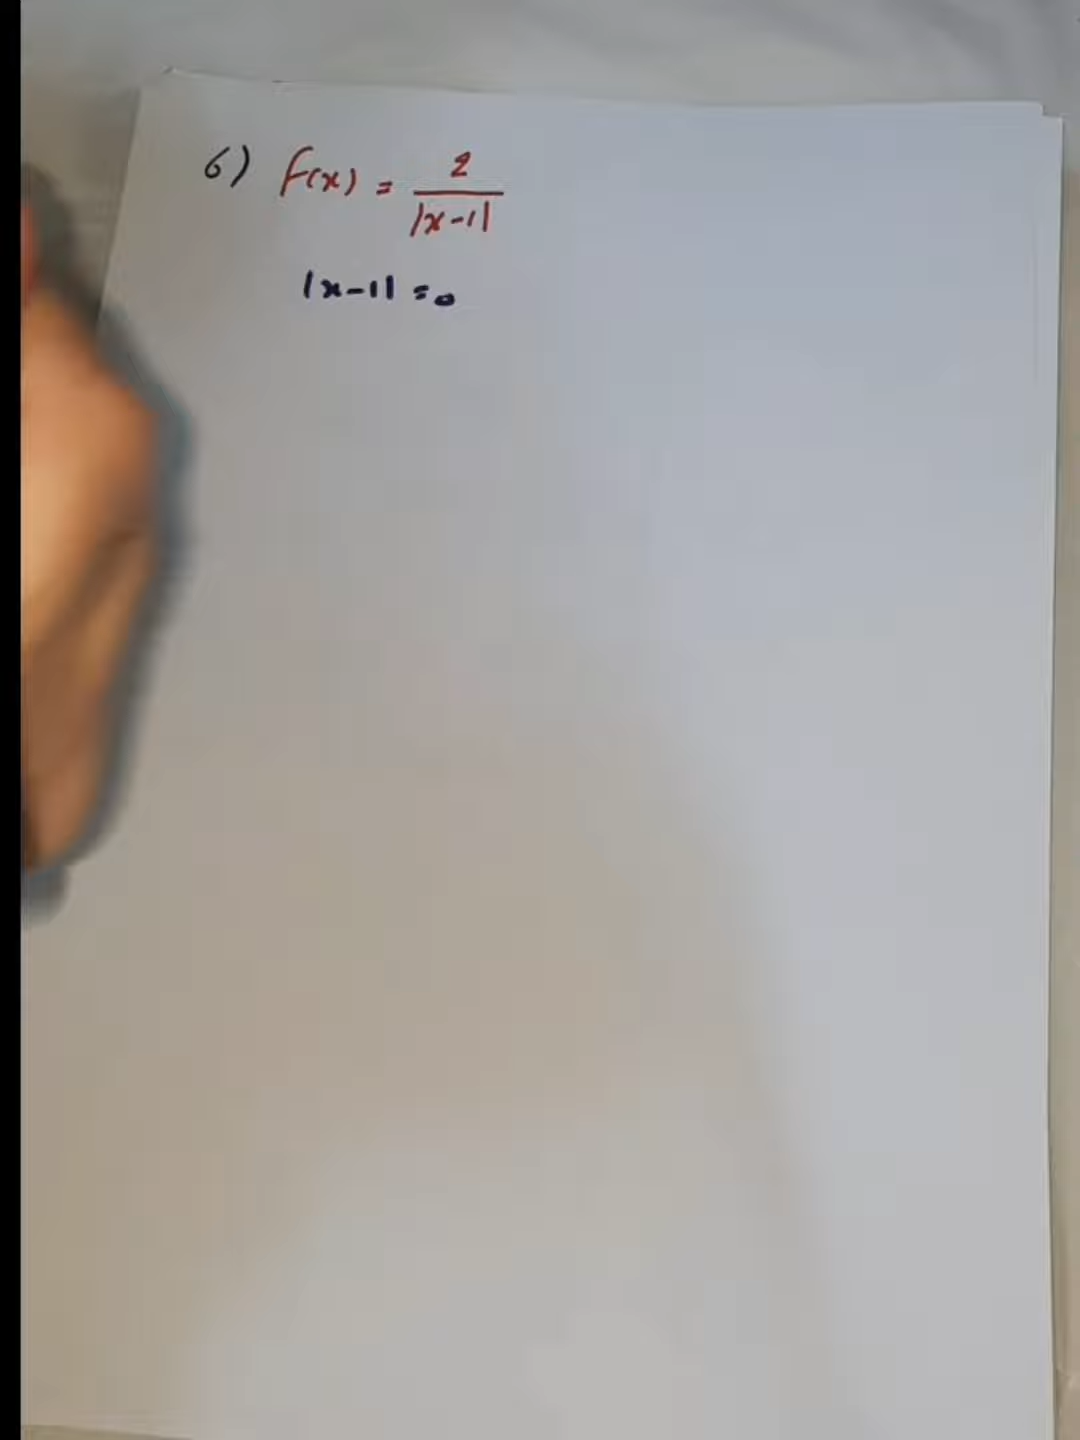 6) f(x) = 2/|x-1|
|x-1| = 0